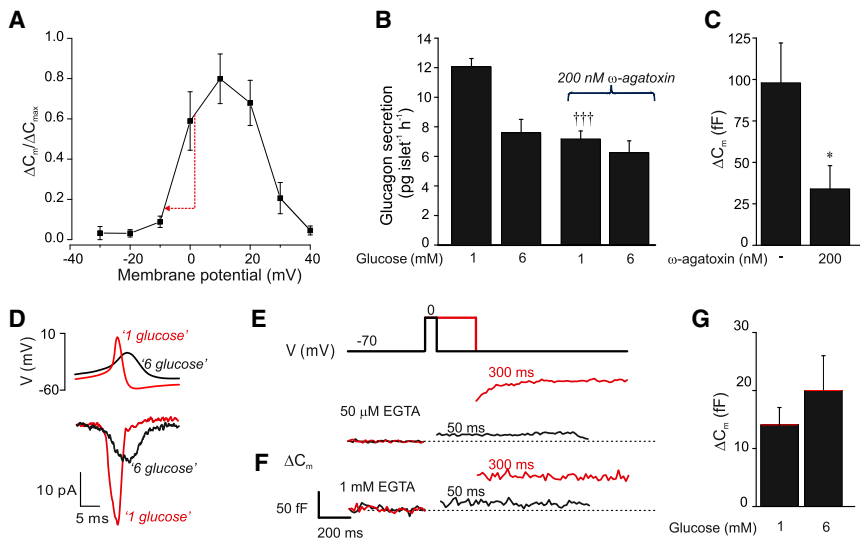 A
ΔCm/ΔCmax
1.0
0.8
0.6
0.4
0.2
0.0
-40 -20 0 20 40
Membrane potential (mV)
B
Glucagon secretion
(pg islet-1 h-1)
14
12
10
8
6
4
2
0
200 nM ω-agatoxin
†††
Glucose (mM) 1 6 1 6
C
ΔCm (fF)
125
100
75
50
25
0
*
ω-agatoxin (nM) - 200
D
V (mV)
10
-60
'1 glucose'
'6 glucose'
'6 glucose'
'1 glucose'
10 pA
5 ms
E
V (mV)
-70
0
300 ms
50 μM EGTA
50 ms
F
ΔCm
300 ms
1 mM EGTA
50 ms
50 fF
200 ms
G
ΔCm (fF)
30
20
10
0
Glucose (mM) 1 6